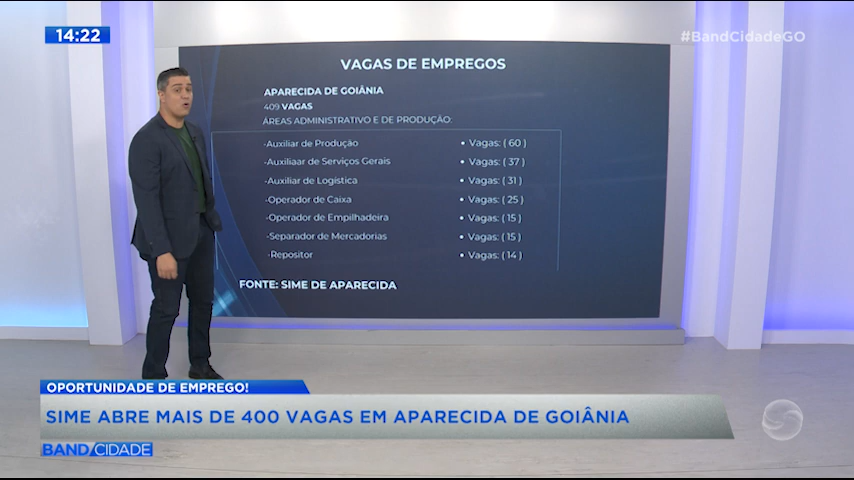 14:22
#BandCidadeGO
VAGAS DE EMPREGOS
APARECIDA DE GOIÂNIA
409 VAGAS
ÁREAS ADMINISTRATIVO E DE PRODUÇÃO:
-Auxiliar de Produção • Vagas: ( 60 )
-Auxiliaar de Serviços Gerais • Vagas: ( 37 )
-Auxiliar de Logística • Vagas: ( 31 )
-Operador de Caixa • Vagas: ( 25 )
-Operador de Empilhadeira • Vagas: ( 15 )
-Separador de Mercadorias • Vagas: ( 15 )
-Repositor • Vagas: ( 14 )
FONTE: SIME DE APARECIDA
OPORTUNIDADE DE EMPREGO!
SIME ABRE MAIS DE 400 VAGAS EM APARECIDA DE GOIÂNIA
BAND CIDADE